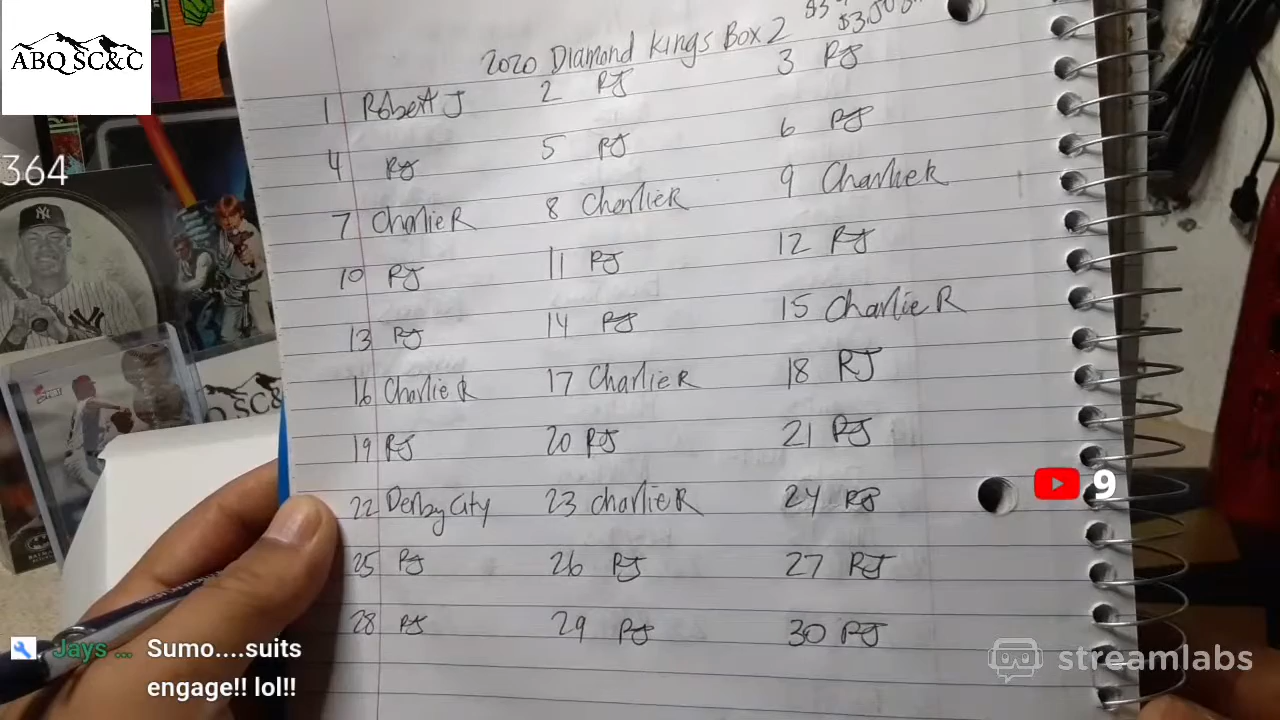 ABQ SC&C
2020 Diamond Kings Box 2
1 Robert J 2 RJ 3 RJ
4 RJ 5 RJ 6 RJ
364
7 Charlie R 8 Charlie R 9 Charlie R
10 RJ 11 RJ 12 RJ
13 RJ 14 RJ 15 Charlie R
SC&
16 Charlie R 17 Charlie R 18 RJ
19 RJ 20 RJ 21 RJ
9
22 Derby City 23 Charlie R 24 RJ
25 RJ 26 RJ 27 RJ
28 RJ 29 RJ 30 RJ
Jays ... Sumo....suits
engage!! lol!!
streamlabs